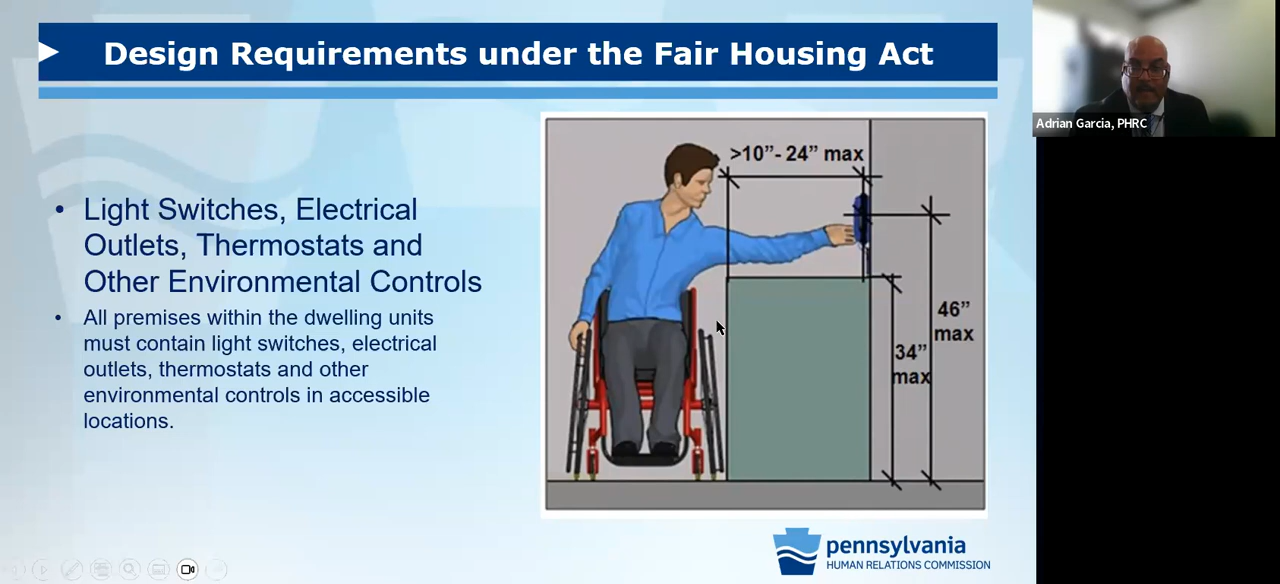 Design Requirements under the Fair Housing Act
Adrian Garcia, PHRC
• Light Switches, Electrical
Outlets, Thermostats and
Other Environmental Controls
• All premises within the dwelling units
must contain light switches, electrical
outlets, thermostats and other
environmental controls in accessible
locations.
>10”- 24” max
46”
max
34”
max
pennsylvania
HUMAN RELATIONS COMMISSION